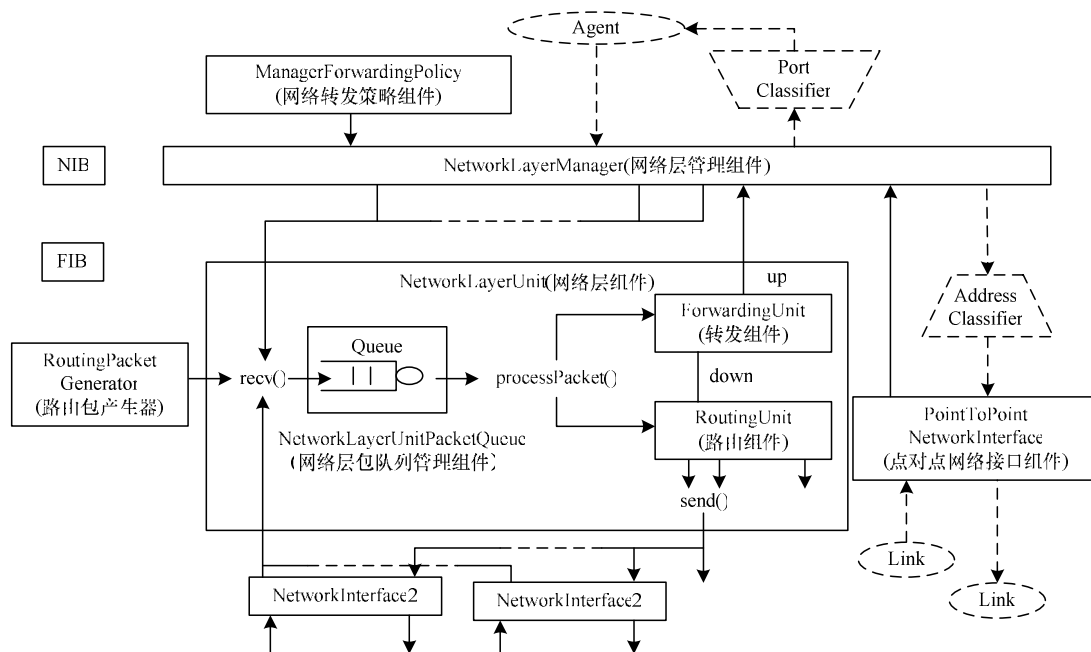 Agent
Port
Classifier
ManagerForwardingPolicy
(网络转发策略组件)
NIB
NetworkLayerManager(网络层管理组件)
FIB
NetworkLayerUnit(网络层组件)
up
ForwardingUnit
(转发组件)
Address
Classifier
RoutingPacket
Generator
(路由包产生器)
recv()
Queue
processPacket()
down
NetworkLayerUnitPacketQueue
(网络层包队列管理组件)
RoutingUnit
(路由组件)
PointToPoint
NetworkInterface
(点对点网络接口组件)
send()
Link
Link
NetworkInterface2
NetworkInterface2